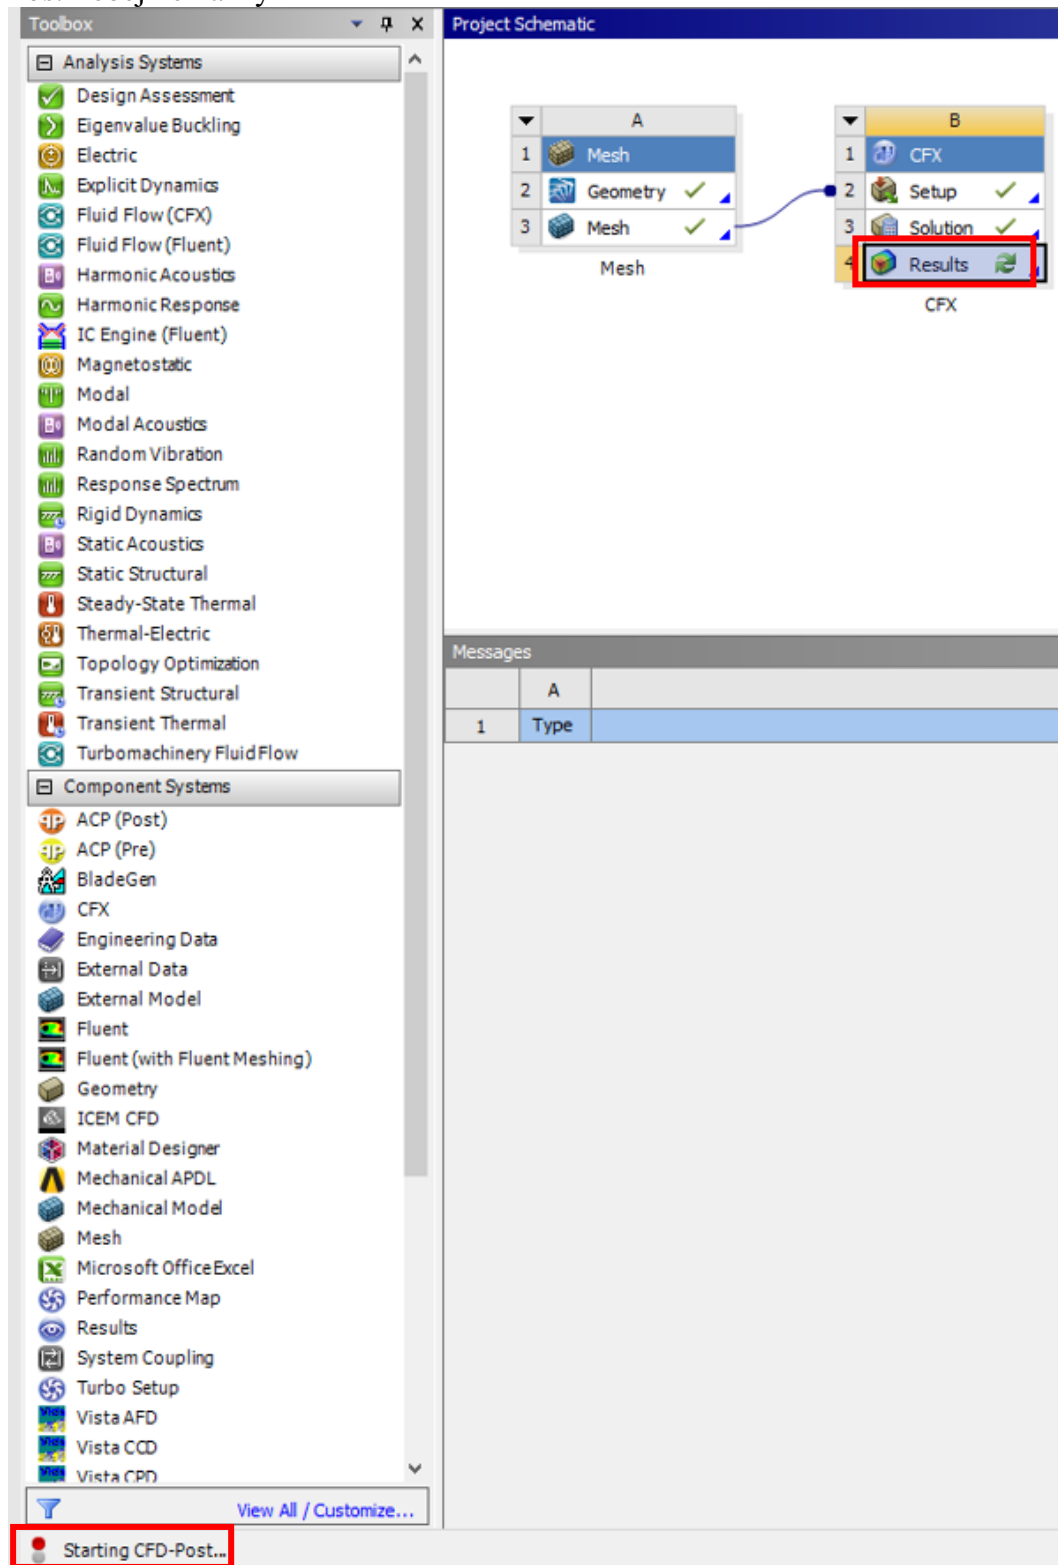 Toolbox
Analysis Systems
Design Assessment
Eigenvalue Buckling
Electric
Explicit Dynamics
Fluid Flow (CFX)
Fluid Flow (Fluent)
Harmonic Acoustics
Harmonic Response
IC Engine (Fluent)
Magnetostatic
Modal
Modal Acoustics
Random Vibration
Response Spectrum
Rigid Dynamics
Static Acoustics
Static Structural
Steady-State Thermal
Thermal-Electric
Topology Optimization
Transient Structural
Transient Thermal
Turbomachinery Fluid Flow
Component Systems
ACP (Post)
ACP (Pre)
BladeGen
CFX
Engineering Data
External Data
External Model
Fluent
Fluent (with Fluent Meshing)
Geometry
ICEM CFD
Material Designer
Mechanical APDL
Mechanical Model
Mesh
Microsoft Office Excel
Performance Map
Results
System Coupling
Turbo Setup
Vista AFD
Vista CCD
Vista CPD
View All / Customize...
Starting CFD-Post...
Project Schematic
A
1 Mesh
2 Geometry
3 Mesh
Mesh
B
1 CFX
2 Setup
3 Solution
4 Results
CFX
Messages
A
1 Type